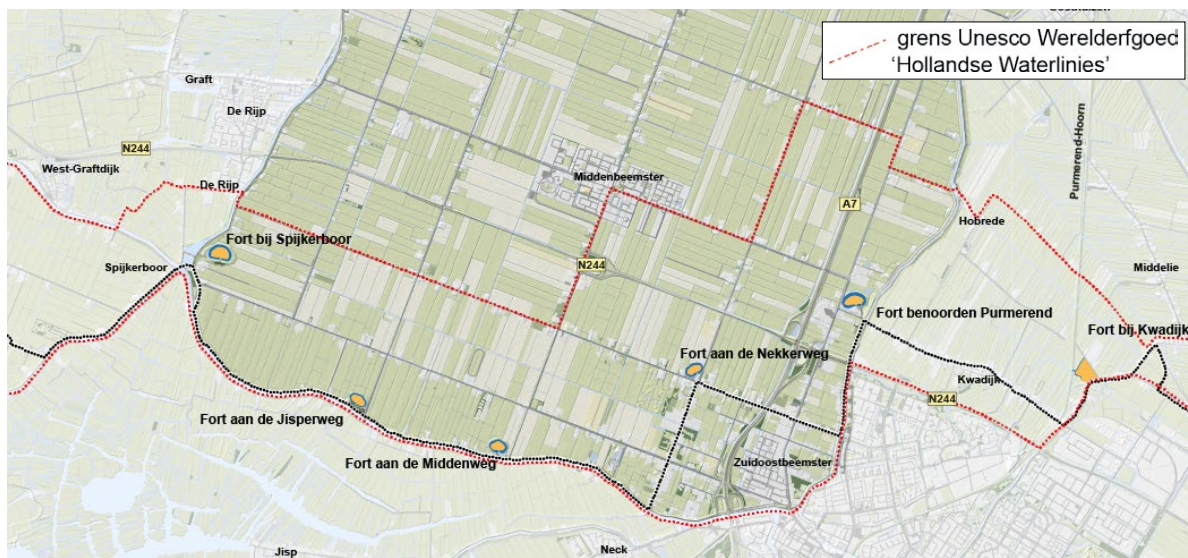 grens Unesco Werelderfgoed
'Hollandse Waterlinies'
Graft
De Rijp
N244
West-Graftdijk
De Rijp
Middenbeemster
Purmerend-Hoorn
A7
Hobrede
Fort bij Spijkerboor
Spijkerboor
N244
Middelie
Fort benoorden Purmerend
Fort bij Kwadijk
Fort aan de Nekkerweg
Kwadijk
N244
Fort aan de Jisperweg
Fort aan de Middenweg
Zuidoostbeemster
Jisp
Neck